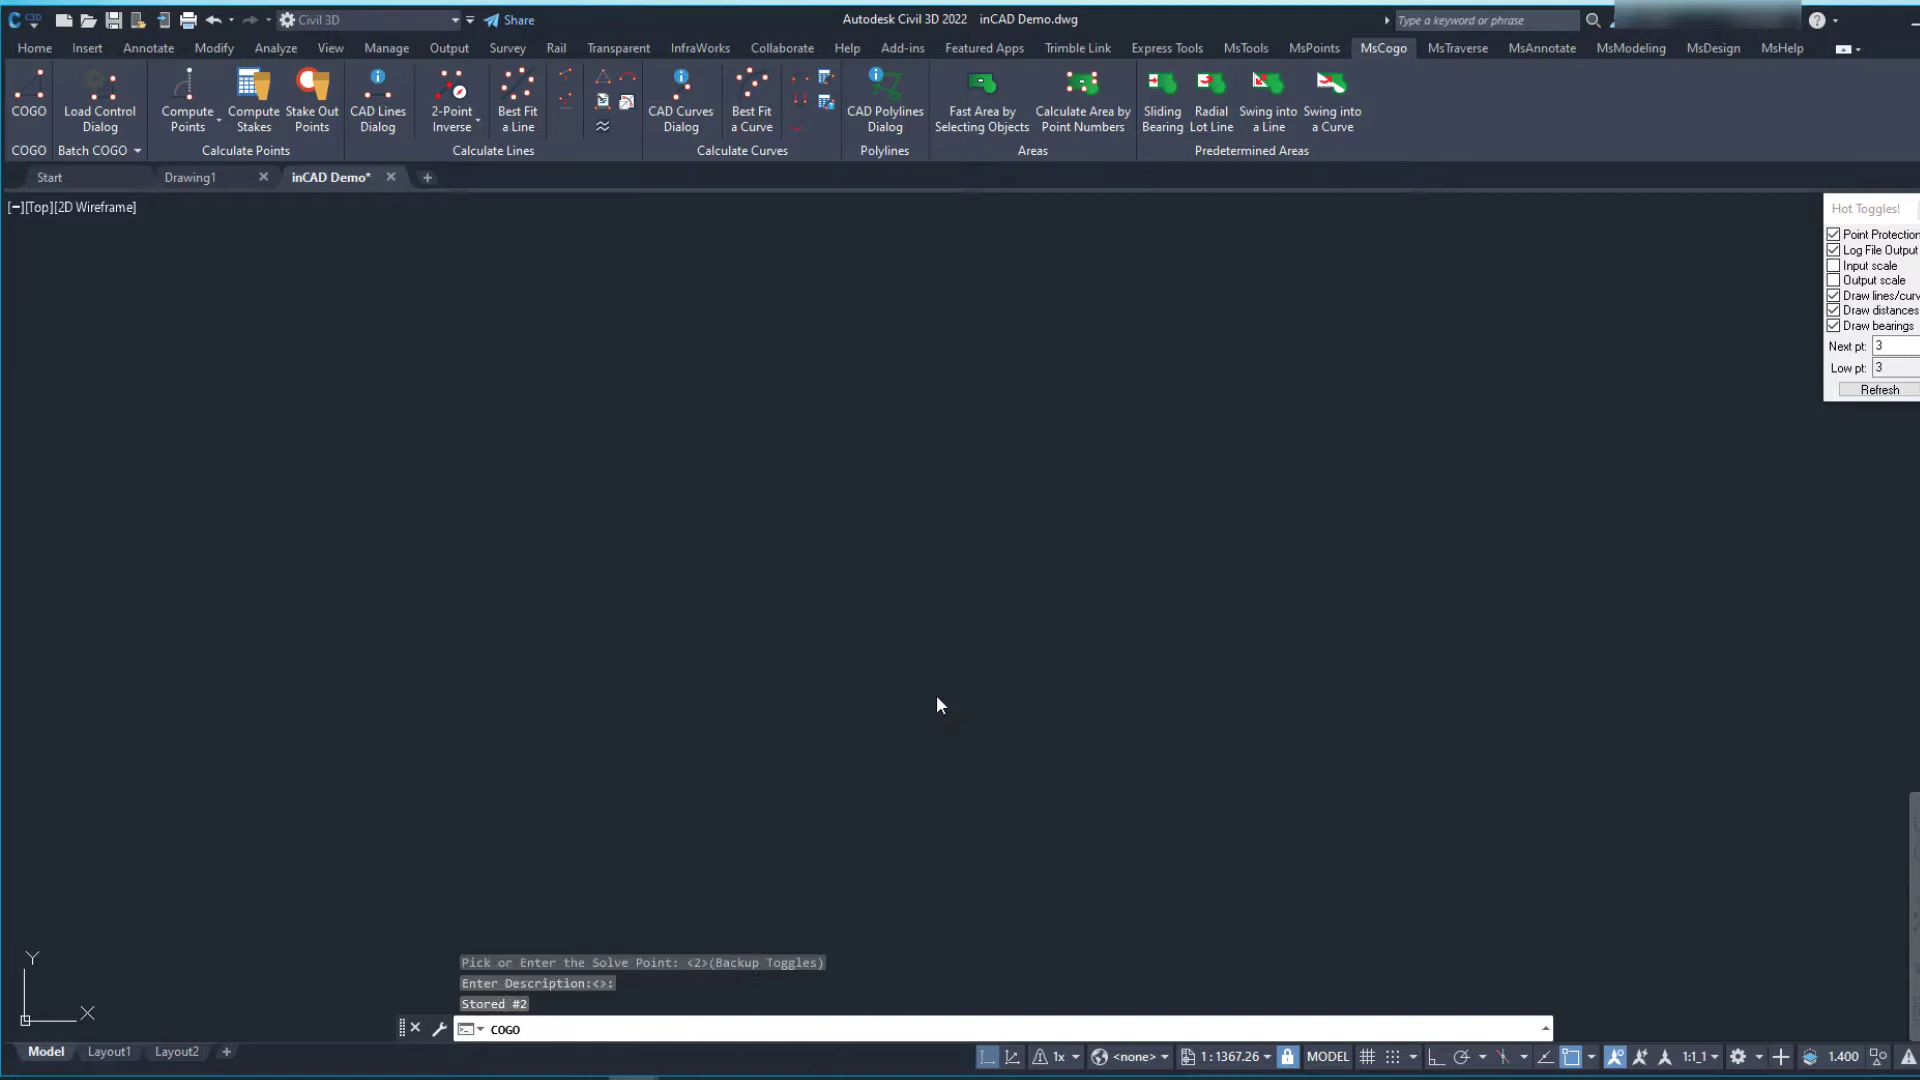 C3D Civil 3D Share Autodesk Civil 3D 2022 inCAD Demo.dwg Type a keyword or phrase
Home Insert Annotate Modify Analyze View Manage Output Survey Rail Transparent InfraWorks Collaborate Help Add-ins Featured Apps Trimble Link Express Tools MsTools MsPoints MsCogo MsTraverse MsAnnotate MsModeling MsDesign MsHelp
COGO Load Control Compute Compute Stake Out CAD Lines 2-Point Best Fit CAD Curves Best Fit CAD Polylines Fast Area by Calculate Area by Sliding Radial Swing into Swing into
Dialog Points Stakes Points Dialog Inverse a Line Dialog a Curve Dialog Selecting Objects Point Numbers Bearing Lot Line a Line a Curve
COGO Batch COGO Calculate Points Calculate Lines Calculate Curves Polylines Areas Predetermined Areas
Start Drawing1 inCAD Demo*
[−][Top][2D Wireframe]
Hot Toggles!
Point Protection
Log File Output
Input scale
Output scale
Draw lines/curv
Draw distances
Draw bearings
Next pt: 3
Low pt: 3
Refresh
Y
X
Pick or Enter the Solve Point: <2>(Backup Toggles)
Enter Description:<>:
Stored #2
COGO
Model Layout1 Layout2
1x <none> 1:1367.26 MODEL 1:1_1 1.400